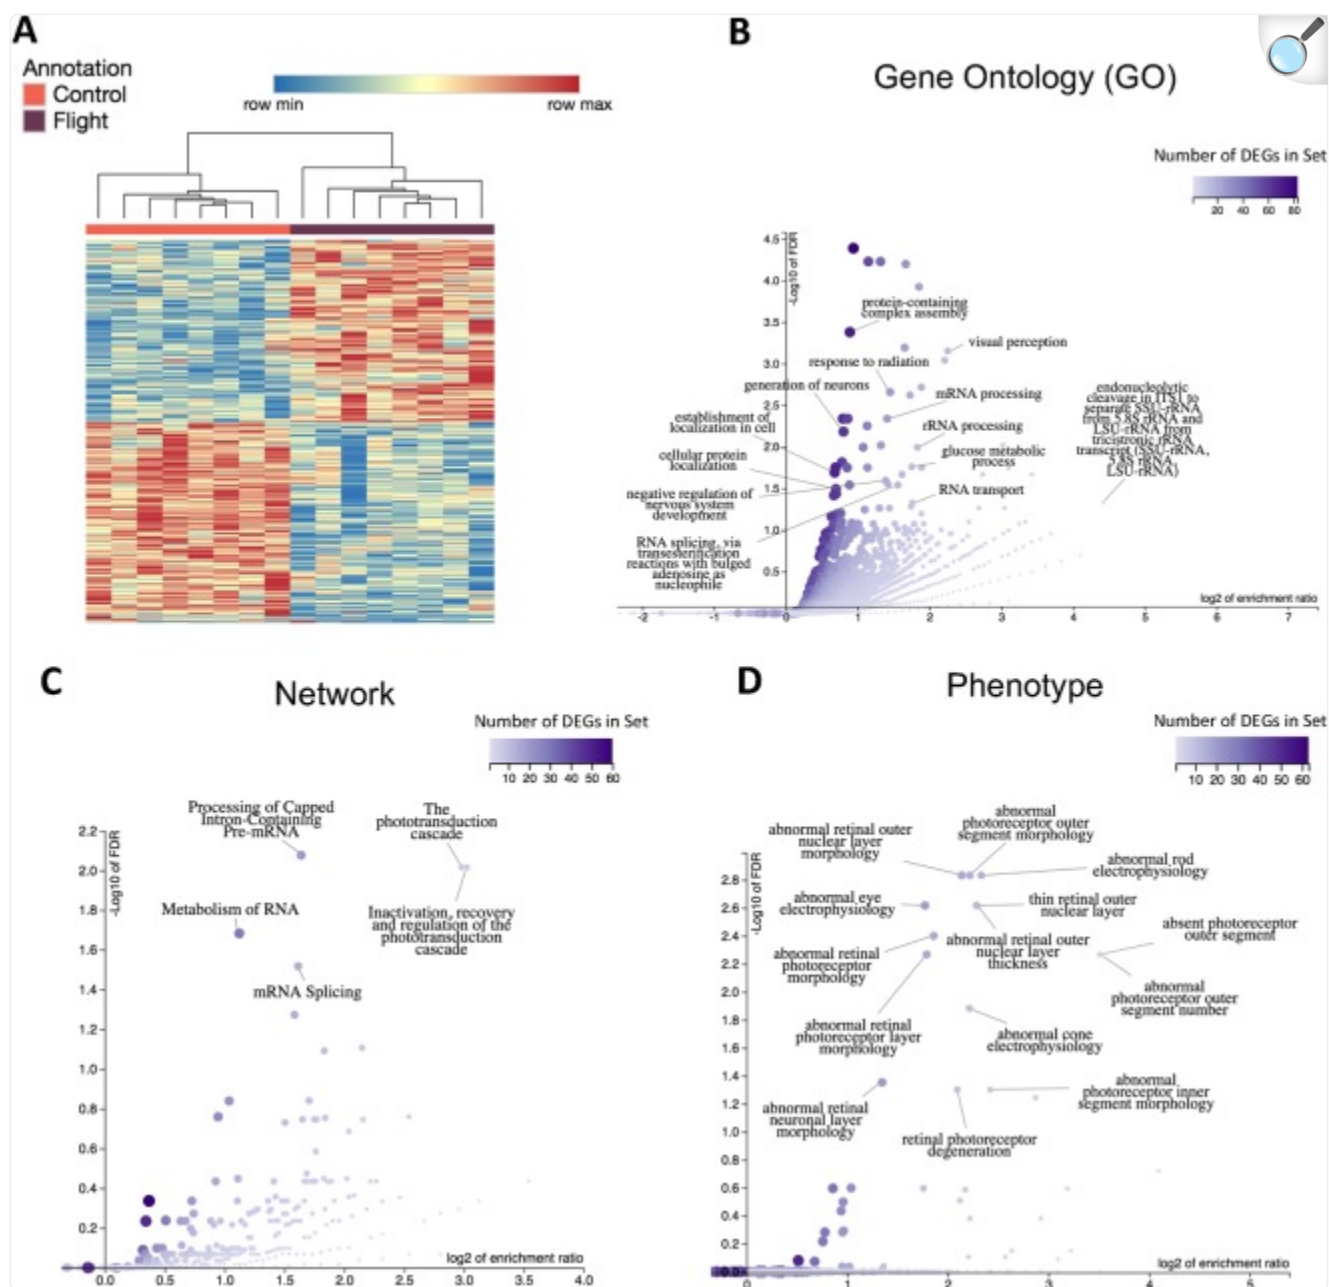 A
Annotation
Control
Flight
row min
row max
B
Gene Ontology (GO)
Number of DEGs in Set
20 40 60 80
-Log10 of FDR
4.5
4.0
3.5
3.0
2.5
2.0
1.5
1.0
0.5
protein-containing
complex assembly
visual perception
response to radiation
generation of neurons
mRNA processing
establishment of
localization in cell
rRNA processing
cellular protein
localization
glucose metabolic
process
negative regulation of
nervous system
development
RNA transport
RNA splicing, via
transesterification
reactions with bulged
adenosine as
nucleophile
endonucleolytic
cleavage in ITS1 to
separate SSU-rRNA
from 5.8S rRNA and
LSU-rRNA from
tricistronic rRNA
transcript (SSU-rRNA,
5.8S rRNA,
LSU-rRNA)
log2 of enrichment ratio
-2 -1 0 1 2 3 4 5 6 7
C
Network
Number of DEGs in Set
10 20 30 40 50 60
-Log10 of FDR
2.2
2.0
1.8
1.6
1.4
1.2
1.0
0.8
0.6
0.4
0.2
Processing of Capped
Intron-Containing
Pre-mRNA
The
phototransduction
cascade
Metabolism of RNA
Inactivation, recovery
and regulation of the
phototransduction
cascade
mRNA Splicing
log2 of enrichment ratio
0.0 0.5 1.0 1.5 2.0 2.5 3.0 3.5 4.0
D
Phenotype
Number of DEGs in Set
10 20 30 40 50 60
-Log10 of FDR
2.8
2.6
2.4
2.2
2.0
1.8
1.6
1.4
1.2
1.0
0.8
0.6
0.4
0.2
0.0
abnormal retinal outer
nuclear layer
morphology
abnormal
photoreceptor outer
segment morphology
abnormal rod
electrophysiology
abnormal eye
electrophysiology
thin retinal outer
nuclear layer
absent photoreceptor
outer segment
abnormal retinal
photoreceptor
morphology
abnormal retinal outer
nuclear layer
thickness
abnormal
photoreceptor outer
segment number
abnormal retinal
photoreceptor layer
morphology
abnormal cone
electrophysiology
abnormal retinal
neuronal layer
morphology
abnormal
photoreceptor inner
segment morphology
retinal photoreceptor
degeneration
log2 of enrichment ratio
0 1 2 3 4 5